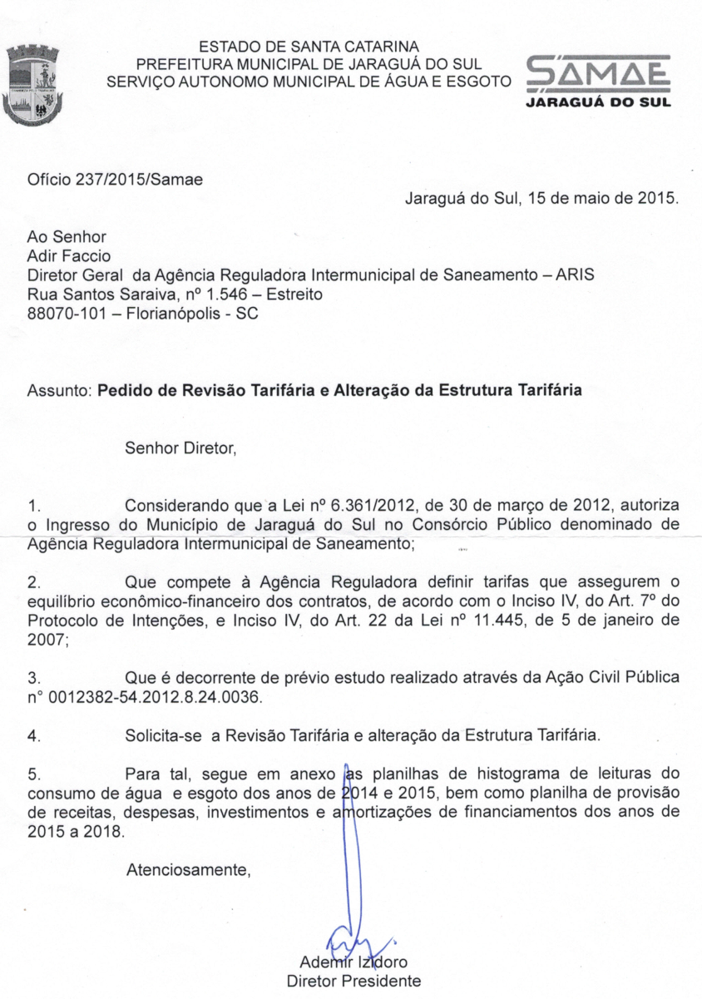 ESTADO DE SANTA CATARINA
PREFEITURA MUNICIPAL DE JARAGUÁ DO SUL
SERVIÇO AUTONOMO MUNICIPAL DE ÁGUA E ESGOTO
SAMAE
JARAGUÁ DO SUL
Ofício 237/2015/Samae
Jaraguá do Sul, 15 de maio de 2015.
Ao Senhor
Adir Faccio
Diretor Geral da Agência Reguladora Intermunicipal de Saneamento – ARIS
Rua Santos Saraiva, nº 1.546 – Estreito
88070-101 – Florianópolis - SC
Assunto: Pedido de Revisão Tarifária e Alteração da Estrutura Tarifária
Senhor Diretor,
1. Considerando que a Lei nº 6.361/2012, de 30 de março de 2012, autoriza
o Ingresso do Município de Jaraguá do Sul no Consórcio Público denominado de
Agência Reguladora Intermunicipal de Saneamento;
2. Que compete à Agência Reguladora definir tarifas que assegurem o
equilíbrio econômico-financeiro dos contratos, de acordo com o Inciso IV, do Art. 7º do
Protocolo de Intenções, e Inciso IV, do Art. 22 da Lei nº 11.445, de 5 de janeiro de
2007;
3. Que é decorrente de prévio estudo realizado através da Ação Civil Pública
n° 0012382-54.2012.8.24.0036.
4. Solicita-se a Revisão Tarifária e alteração da Estrutura Tarifária.
5. Para tal, segue em anexo as planilhas de histograma de leituras do
consumo de água e esgoto dos anos de 2014 e 2015, bem como planilha de provisão
de receitas, despesas, investimentos e amortizações de financiamentos dos anos de
2015 a 2018.
Atenciosamente,
Ademir Izidoro
Diretor Presidente